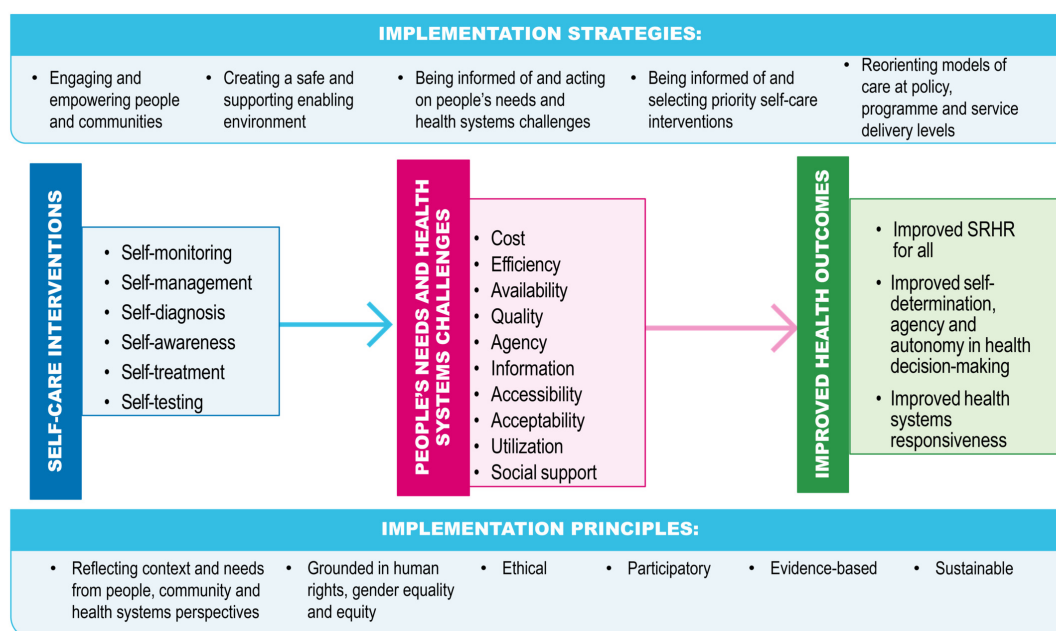 IMPLEMENTATION STRATEGIES:
• Engaging and
empowering people
and communities
• Creating a safe and
supporting enabling
environment
• Being informed of and acting
on people's needs and
health systems challenges
• Being informed of and
selecting priority self-care
interventions
• Reorienting models of
care at policy,
programme and service
delivery levels
SELF-CARE INTERVENTIONS
• Self-monitoring
• Self-management
• Self-diagnosis
• Self-awareness
• Self-treatment
• Self-testing
PEOPLE'S NEEDS AND HEALTH
SYSTEMS CHALLENGES
• Cost
• Efficiency
• Availability
• Quality
• Agency
• Information
• Accessibility
• Acceptability
• Utilization
• Social support
IMPROVED HEALTH OUTCOMES
• Improved SRHR
for all
• Improved self-
determination,
agency and
autonomy in health
decision-making
• Improved health
systems
responsiveness
IMPLEMENTATION PRINCIPLES:
• Reflecting context and needs
from people, community and
health systems perspectives
• Grounded in human
rights, gender equality
and equity
• Ethical
• Participatory
• Evidence-based
• Sustainable